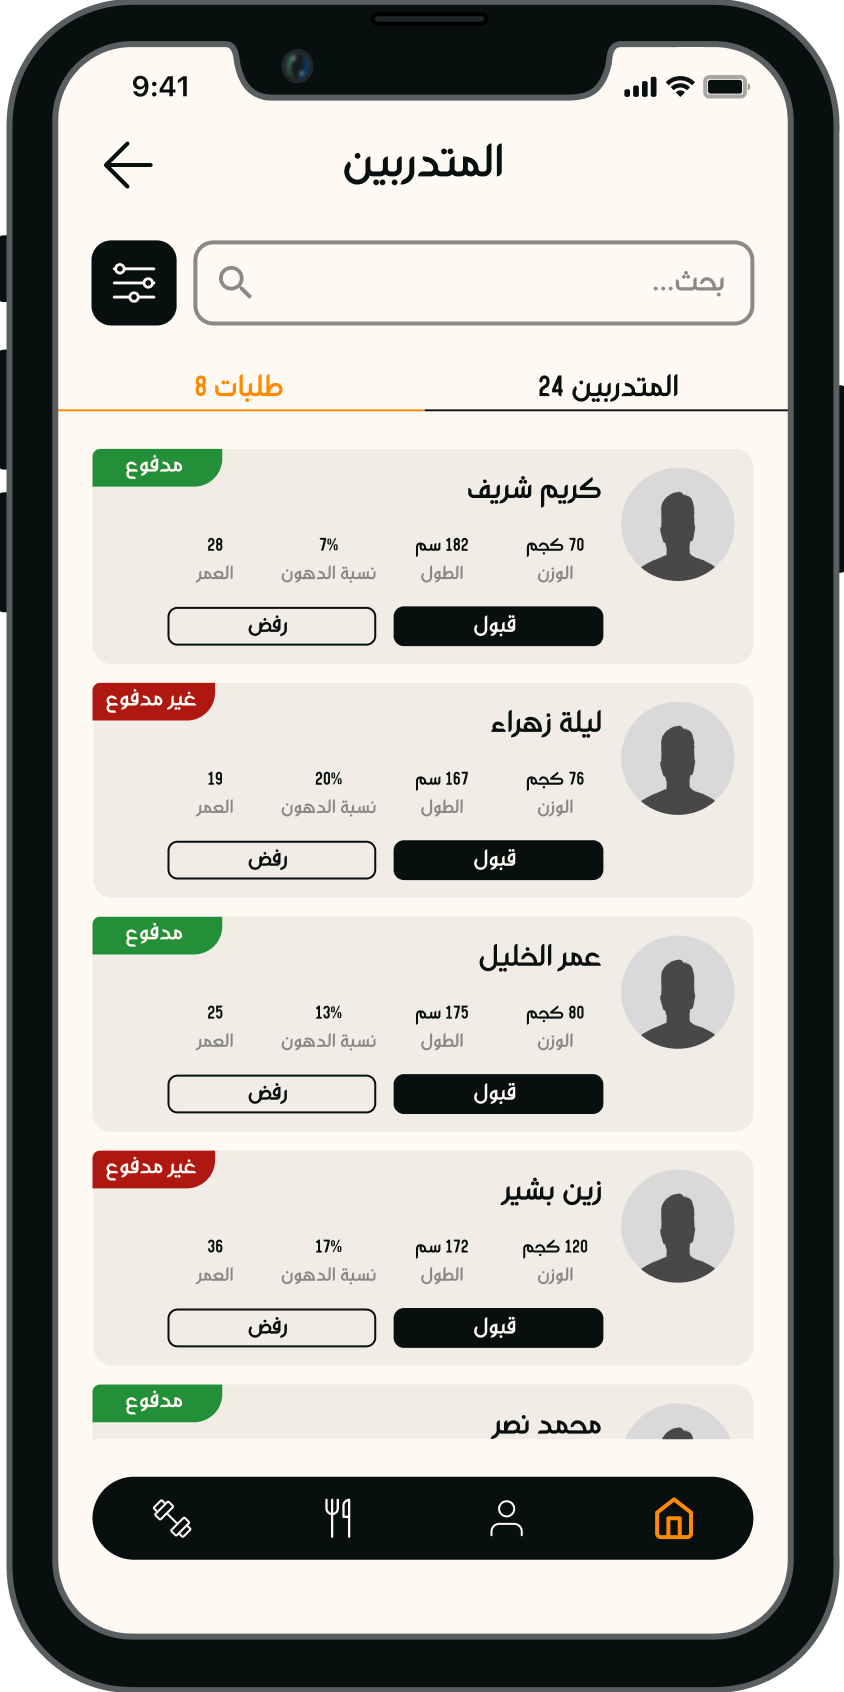 9:41
المتدربين
بحث...
المتدربين 24
طلبات 8
مدفوع
كريم شريف
70 كجم
182 سم
7%
28
الوزن
الطول
نسبة الدهون
العمر
قبول
رفض
غير مدفوع
ليلة زهراء
76 كجم
167 سم
20%
19
الوزن
الطول
نسبة الدهون
العمر
قبول
رفض
مدفوع
عمر الخليل
80 كجم
175 سم
13%
25
الوزن
الطول
نسبة الدهون
العمر
قبول
رفض
غير مدفوع
زين بشير
120 كجم
172 سم
17%
36
الوزن
الطول
نسبة الدهون
العمر
قبول
رفض
مدفوع
محمد نصر